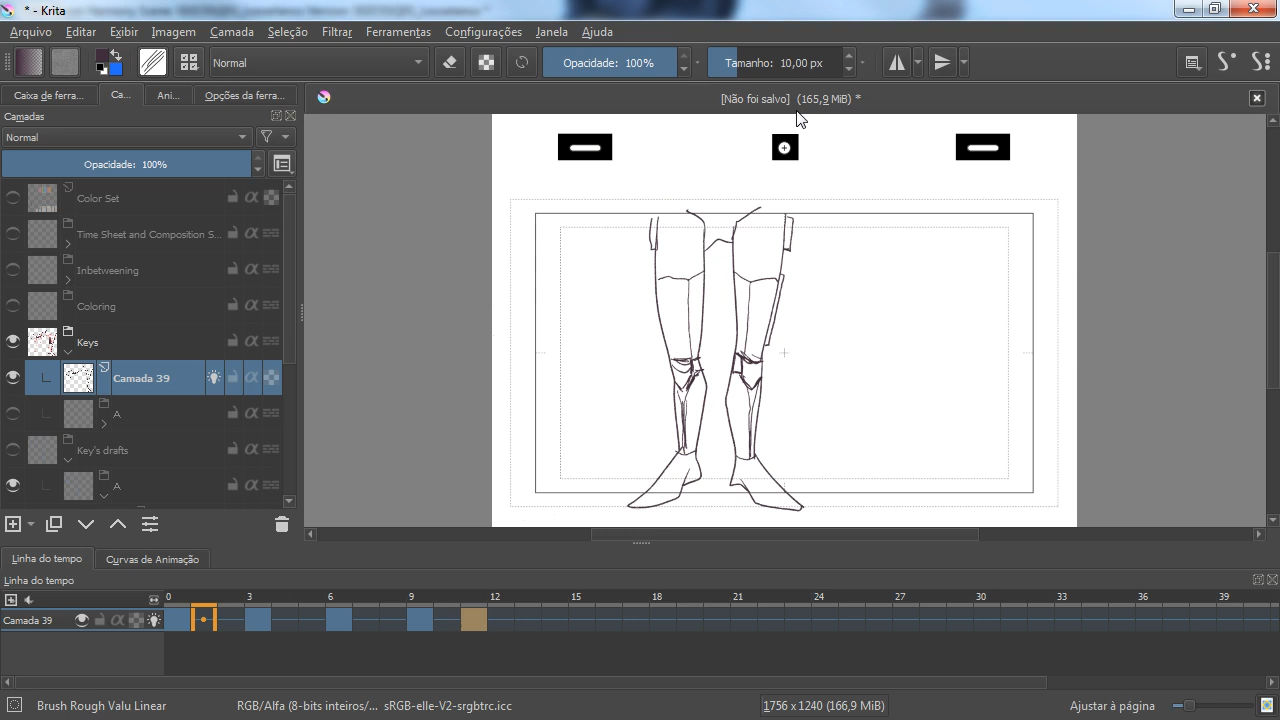 * - Krita
Arquivo Editar Exibir Imagem Camada Seleção Filtrar Ferramentas Configurações Janela Ajuda
Normal Opacidade: 100% Tamanho: 10,00 px
Caixa de ferra... Ca... Ani... Opções da ferra... [Não foi salvo] (165,9 MiB) *
Camadas
Normal
Opacidade: 100%
Color Set
Time Sheet and Composition S...
Inbetweening
Coloring
Keys
Camada 39
A
Key's drafts
A
Linha do tempo Curvas de Animação
Linha do tempo
0 3 6 9 12 15 18 21 24 27 30 33 36 39
Camada 39
Brush Rough Valu Linear RGB/Alfa (8-bits inteiros/... sRGB-elle-V2-srgbtrc.icc 1756 x 1240 (166,9 MiB) Ajustar à página